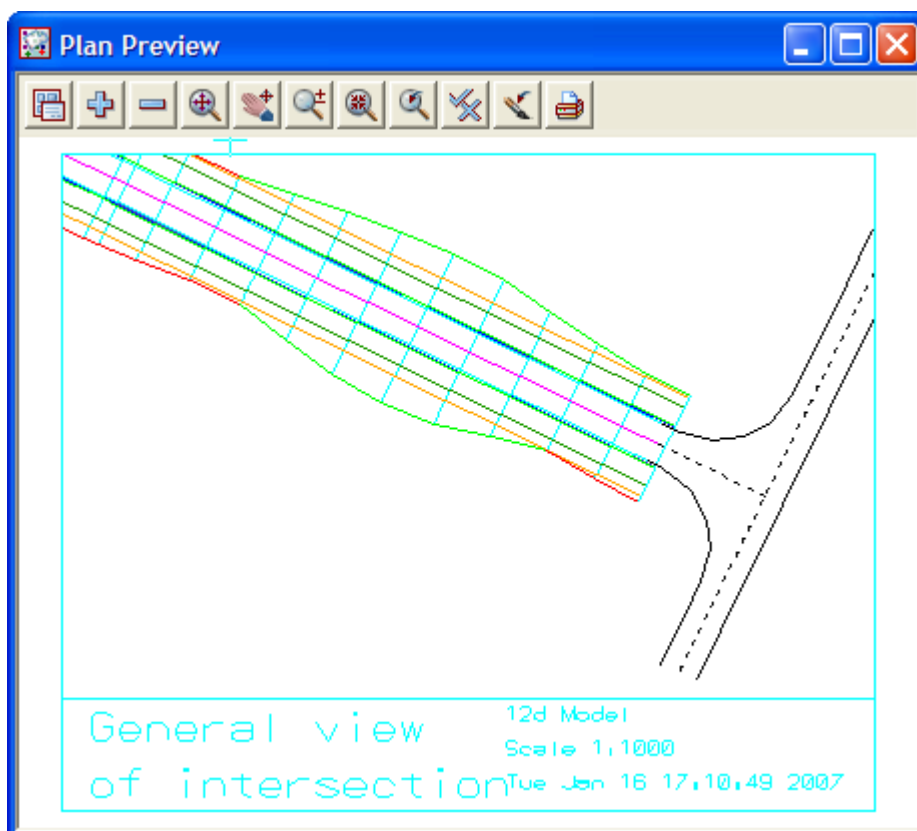 Plan Preview
General view
of intersection
12d Model
Scale 1:1000
Tue Jan 16 17:10:49 2007